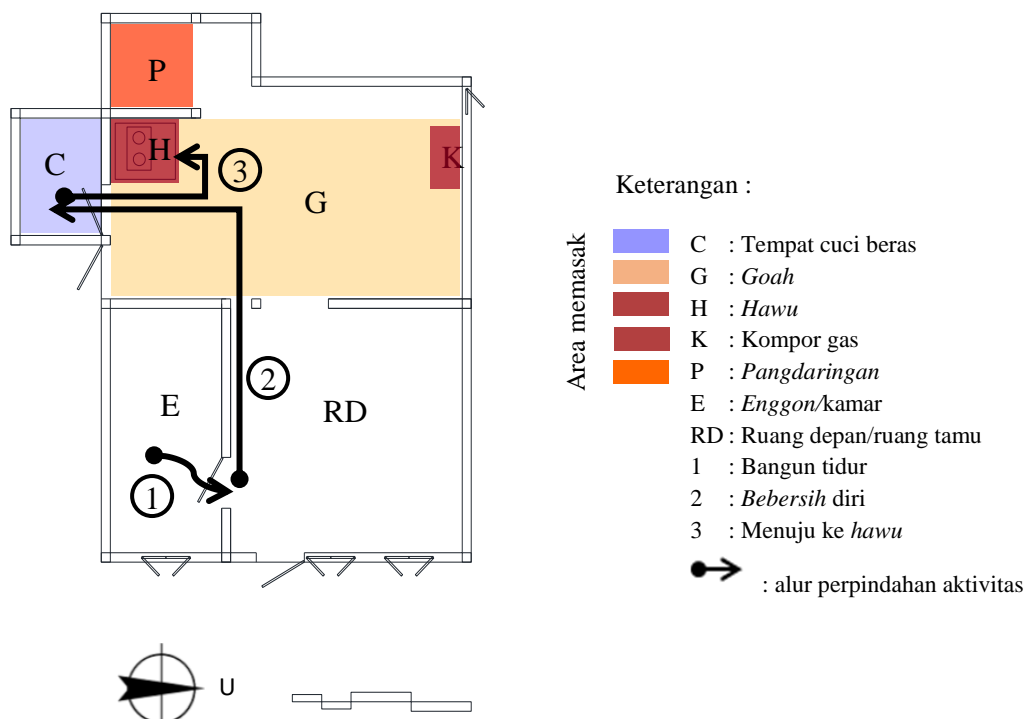 P
C
H
3
K
G
2
E
RD
1
U
Keterangan :
Area memasak
C : Tempat cuci beras
G : Goah
H : Hawu
K : Kompor gas
P : Pangdaringan
E : Enggon/kamar
RD : Ruang depan/ruang tamu
1 : Bangun tidur
2 : Bebersih diri
3 : Menuju ke hawu
: alur perpindahan aktivitas